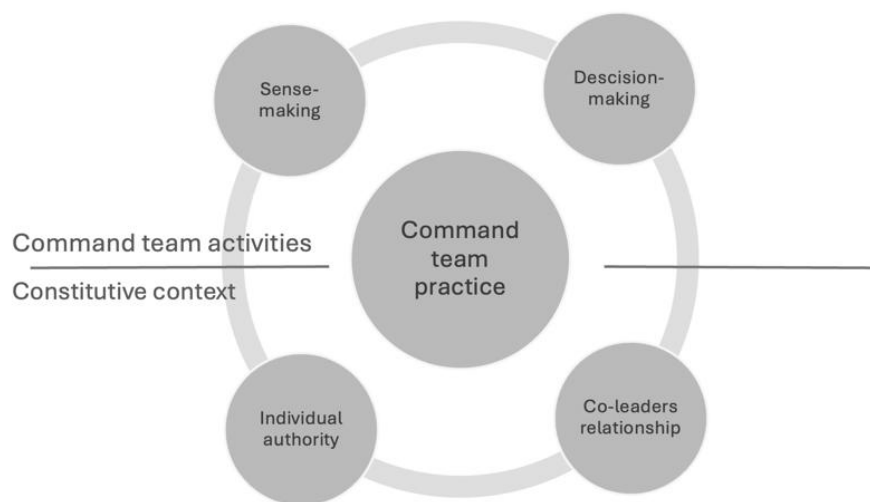 Sense-
making
Descision-
making
Command
team
practice
Command team activities
Constitutive context
Individual
authority
Co-leaders
relationship